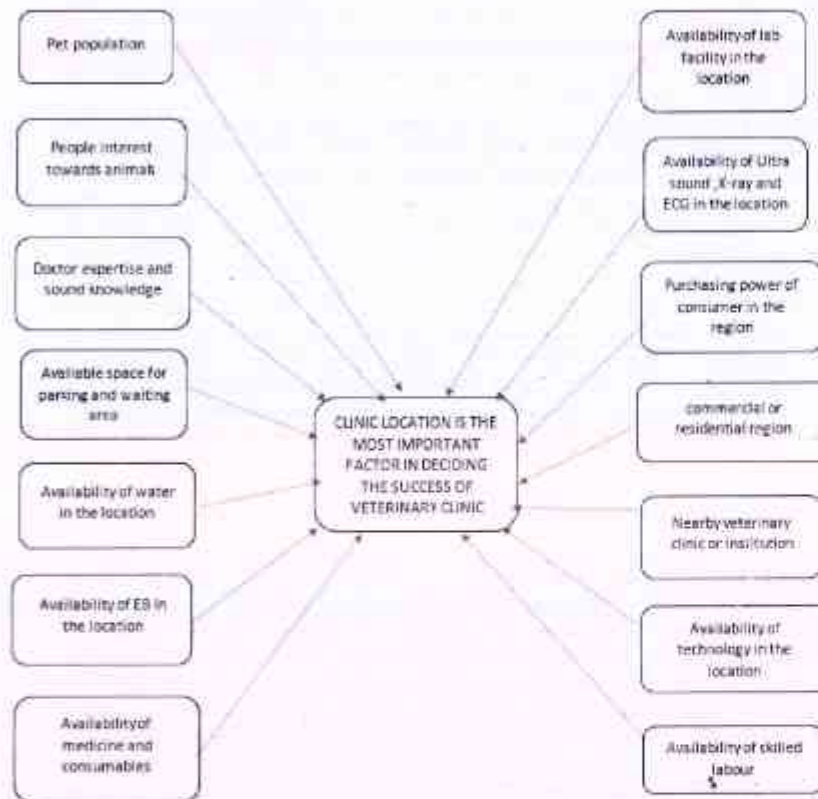 Pet population
People interest
towards animals
Doctor expertise and
sound knowledge
Available space for
parking and waiting
area
Availability of water
in the location
Availability of EB in
the location
Availability of
medicine and
consumables
CLINIC LOCATION IS THE
MOST IMPORTANT
FACTOR IN DECIDING
THE SUCCESS OF
VETERINARY CLINIC
Availability of lab
facility in the
location
Availability of Ultra
sound ,X-ray and
ECG in the location
Purchasing power of
consumer in the
region
commercial or
residential region
Nearby veterinary
clinic or institution
Availability of
technology in the
location
Availability of skilled
labour